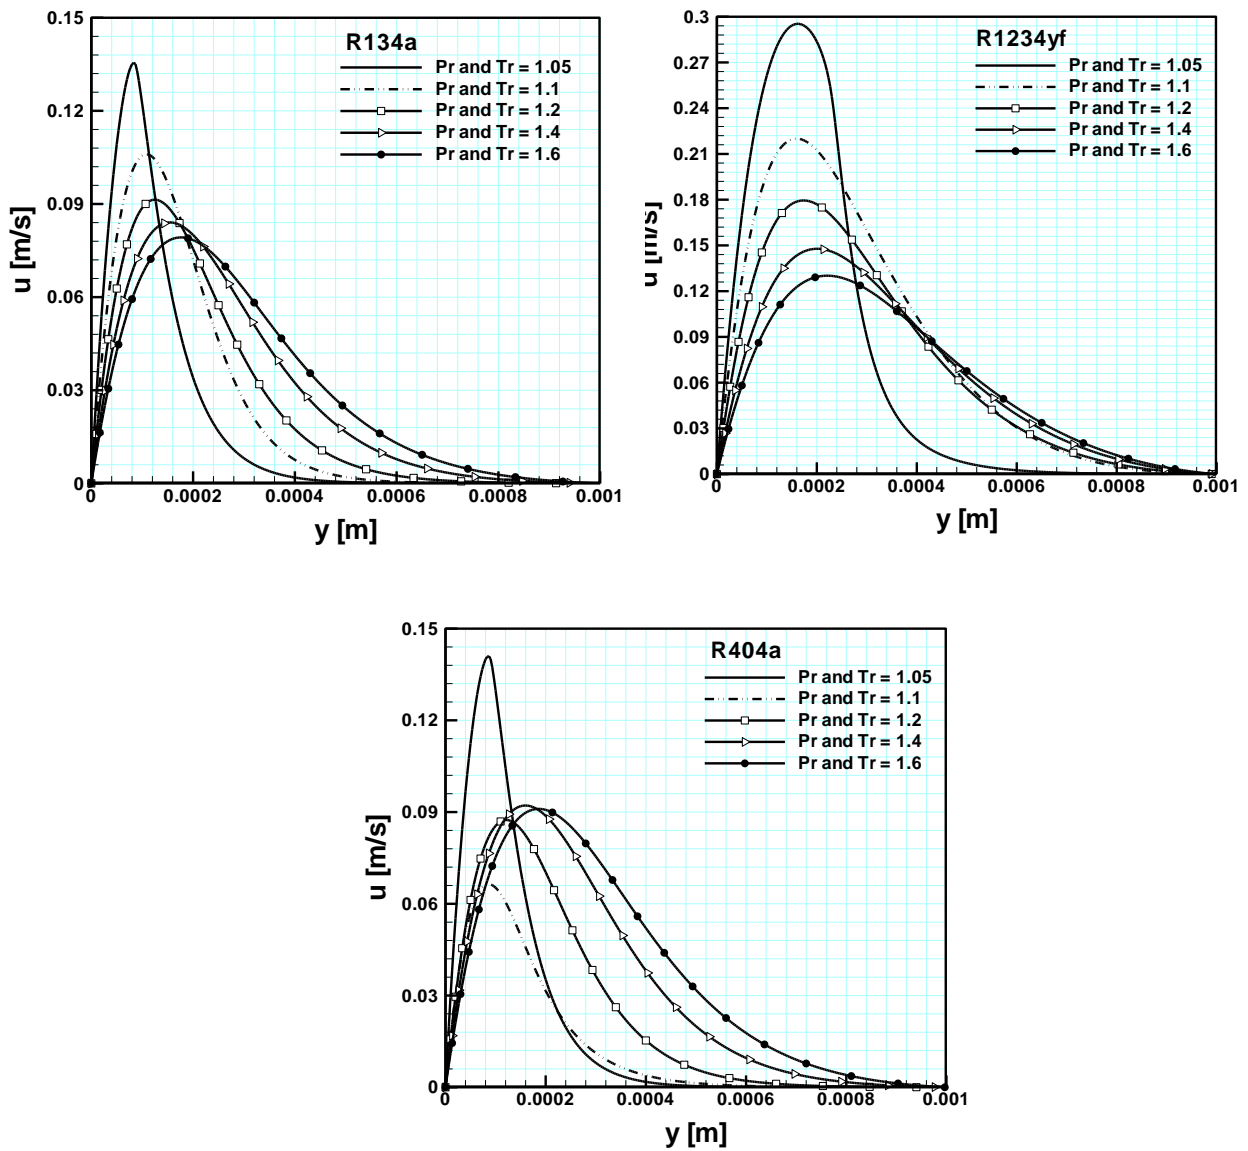 R134a
Pr and Tr = 1.05
Pr and Tr = 1.1
Pr and Tr = 1.2
Pr and Tr = 1.4
Pr and Tr = 1.6
0.15
0.12
0.09
0.06
0.03
0
u [m/s]
0 0.0002 0.0004 0.0006 0.0008 0.001
y [m]
R1234yf
Pr and Tr = 1.05
Pr and Tr = 1.1
Pr and Tr = 1.2
Pr and Tr = 1.4
Pr and Tr = 1.6
0.3
0.27
0.24
0.21
0.18
0.15
0.12
0.09
0.06
0.03
0
u [m/s]
0 0.0002 0.0004 0.0006 0.0008 0.001
y [m]
R404a
Pr and Tr = 1.05
Pr and Tr = 1.1
Pr and Tr = 1.2
Pr and Tr = 1.4
Pr and Tr = 1.6
0.15
0.12
0.09
0.06
0.03
0
u [m/s]
0 0.0002 0.0004 0.0006 0.0008 0.001
y [m]